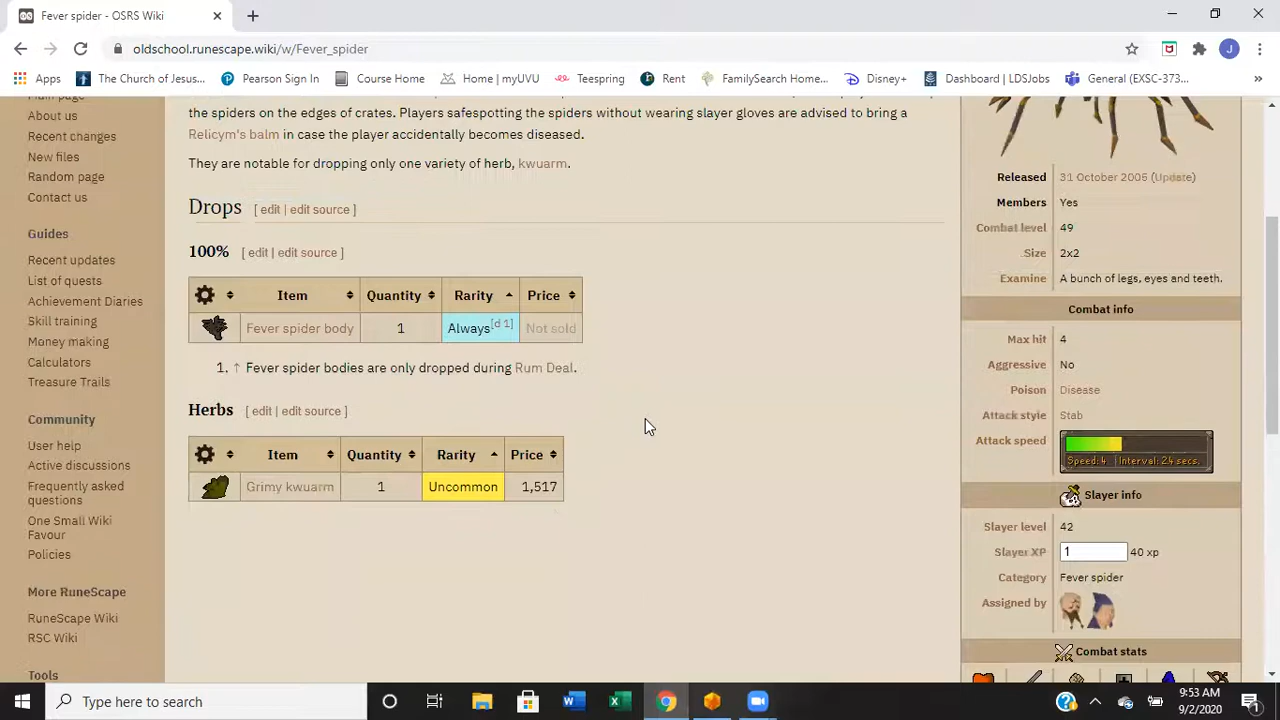 Fever spider - OSRS Wiki
oldschool.runescape.wiki/w/Fever_spider
J
Apps The Church of Jesus... Pearson Sign In Course Home Home | myUVU Teespring Rent FamilySearch Home... Disney+ Dashboard | LDSJobs General (EXSC-373... »
About us
Recent changes
New files
Random page
Contact us
Guides
Recent updates
List of quests
Achievement Diaries
Skill training
Money making
Calculators
Treasure Trails
Community
User help
Active discussions
Frequently asked
questions
One Small Wiki
Favour
Policies
More RuneScape
RuneScape Wiki
RSC Wiki
Tools
the spiders on the edges of crates. Players safespotting the spiders without wearing slayer gloves are advised to bring a
Relicym's balm in case the player accidentally becomes diseased.
They are notable for dropping only one variety of herb, kwuarm.
Drops [ edit | edit source ]
100% [ edit | edit source ]
Item Quantity Rarity Price
Fever spider body 1 Always[d 1] Not sold
1. ↑ Fever spider bodies are only dropped during Rum Deal.
Herbs [ edit | edit source ]
Item Quantity Rarity Price
Grimy kwuarm 1 Uncommon 1,517
Released 31 October 2005 (Update)
Members Yes
Combat level 49
Size 2x2
Examine A bunch of legs, eyes and teeth.
Combat info
Max hit 4
Aggressive No
Poison Disease
Attack style Stab
Attack speed Speed: 4 Interval: 2.4 secs.
Slayer info
Slayer level 42
Slayer XP 1 40 xp
Category Fever spider
Assigned by
Combat stats
Type here to search
9:53 AM
9/2/2020